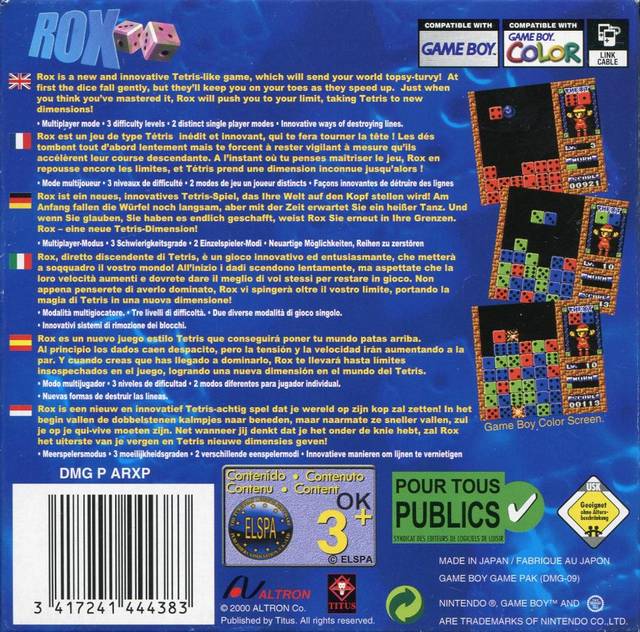 ROX
COMPATIBLE WITH
GAME BOY.
COMPATIBLE WITH
GAME BOY.
COLOR
LINK
CABLE
Rox is a new and innovative Tetris-like game, which will send your world topsy-turvy! At
first the dice fall gently, but they'll keep you on your toes as they speed up. Just when
you think you've mastered it, Rox will push you to your limit, taking Tetris to new
dimensions!
• Multiplayer mode • 3 difficulty levels • 2 distinct single player modes • Innovative ways of destroying lines.
Rox est un jeu de type Tétris inédit et innovant, qui te fera tourner la tête ! Les dés
tombent tout d'abord lentement mais te forcent à rester vigilant à mesure qu'ils
accélèrent leur course descendante. A l'instant où tu penses maîtriser le jeu, Rox en
repousse encore les limites, et Tétris prend une dimension inconnue jusqu'alors !
• Mode multijoueur • 3 niveaux de difficulté • 2 modes de jeu un joueur distincts • Façons innovantes de détruire des lignes
Rox ist ein neues, innovatives Tetris-Spiel, das Ihre Welt auf den Kopf stellen wird! Am
Anfang fallen die Würfel noch langsam, aber mit der Zeit erwartet Sie ein heißer Tanz. Und
wenn Sie glauben, Sie haben es endlich geschafft, weist Rox Sie erneut in Ihre Grenzen.
Rox – eine neue Tetris-Dimension!
• Multiplayer-Modus • 3 Schwierigkeitsgrade • 2 Einzelspieler-Modi • Neuartige Möglichkeiten, Reihen zu zerstören
Rox, diretto discendente di Tetris, è un gioco innovativo ed entusiasmante, che metterà
a soqquadro il vostro mondo! All'inizio i dadi scendono lentamente, ma aspettate che la
loro velocità aumenti e dovrete dare il meglio di voi stessi per restare in gioco. Non
appena penserete di averlo dominato, Rox vi spingerà oltre il vostro limite, portando la
magia di Tetris in una nuova dimensione!
• Modalità multigiocatore. • Tre livelli di difficoltà. • Due diverse modalità di gioco singolo.
• Innovativi sistemi di rimozione dei blocchi.
Rox es un nuevo juego estilo Tetris que conseguirá poner tu mundo patas arriba.
Al principio los dados caen despacito, pero la tensión y la velocidad irán aumentando a la
par. Y cuando creas que has llegado a dominarlo, Rox te llevará hasta límites
insospechados en el juego, logrando una nueva dimensión en el mundo del Tetris.
• Modo multijugador • 3 niveles de dificultad • 2 modos diferentes para jugador individual.
• Nuevas formas de destruir las líneas.
Rox is een nieuw en innovatief Tetris-achtig spel dat je wereld op zijn kop zal zetten! In het
begin vallen de dobbelstenen kalmpjes naar beneden, maar naarmate ze sneller vallen, zul
je op je qui-vive moeten zijn. Net wanneer jij denkt dat je het onder de knie hebt, zal Rox
het uiterste van je vergen en Tetris nieuwe dimensies geven!
• Meerspelersmodus • 3 moeilijkheidsgraden • 2 verschillende eenspelermodi • Innovatieve manieren om lijnen te vernietigen
LV. 3
00921
LV. 10
LV. 10
00113
Game Boy Color Screen.
DMG P ARXP
3 417241 444383
Contenido • Contenuto
Contenu • Content
ELSPA
OK
3+
© ELSPA
POUR TOUS
PUBLICS
SYNDICAT DES EDITEURS DE LOGICIELS DE LOISIR
USK
Geeignet
ohne Alters-
beschränkung
ALTRON
TITUS
© 2000 ALTRON Co.
Published by Titus. All rights reserved.
MADE IN JAPAN / FABRIQUE AU JAPON
GAME BOY GAME PAK (DMG-09)
NINTENDO ®, GAME BOY™ AND
ARE TRADEMARKS OF NINTENDO CO.,LTD.